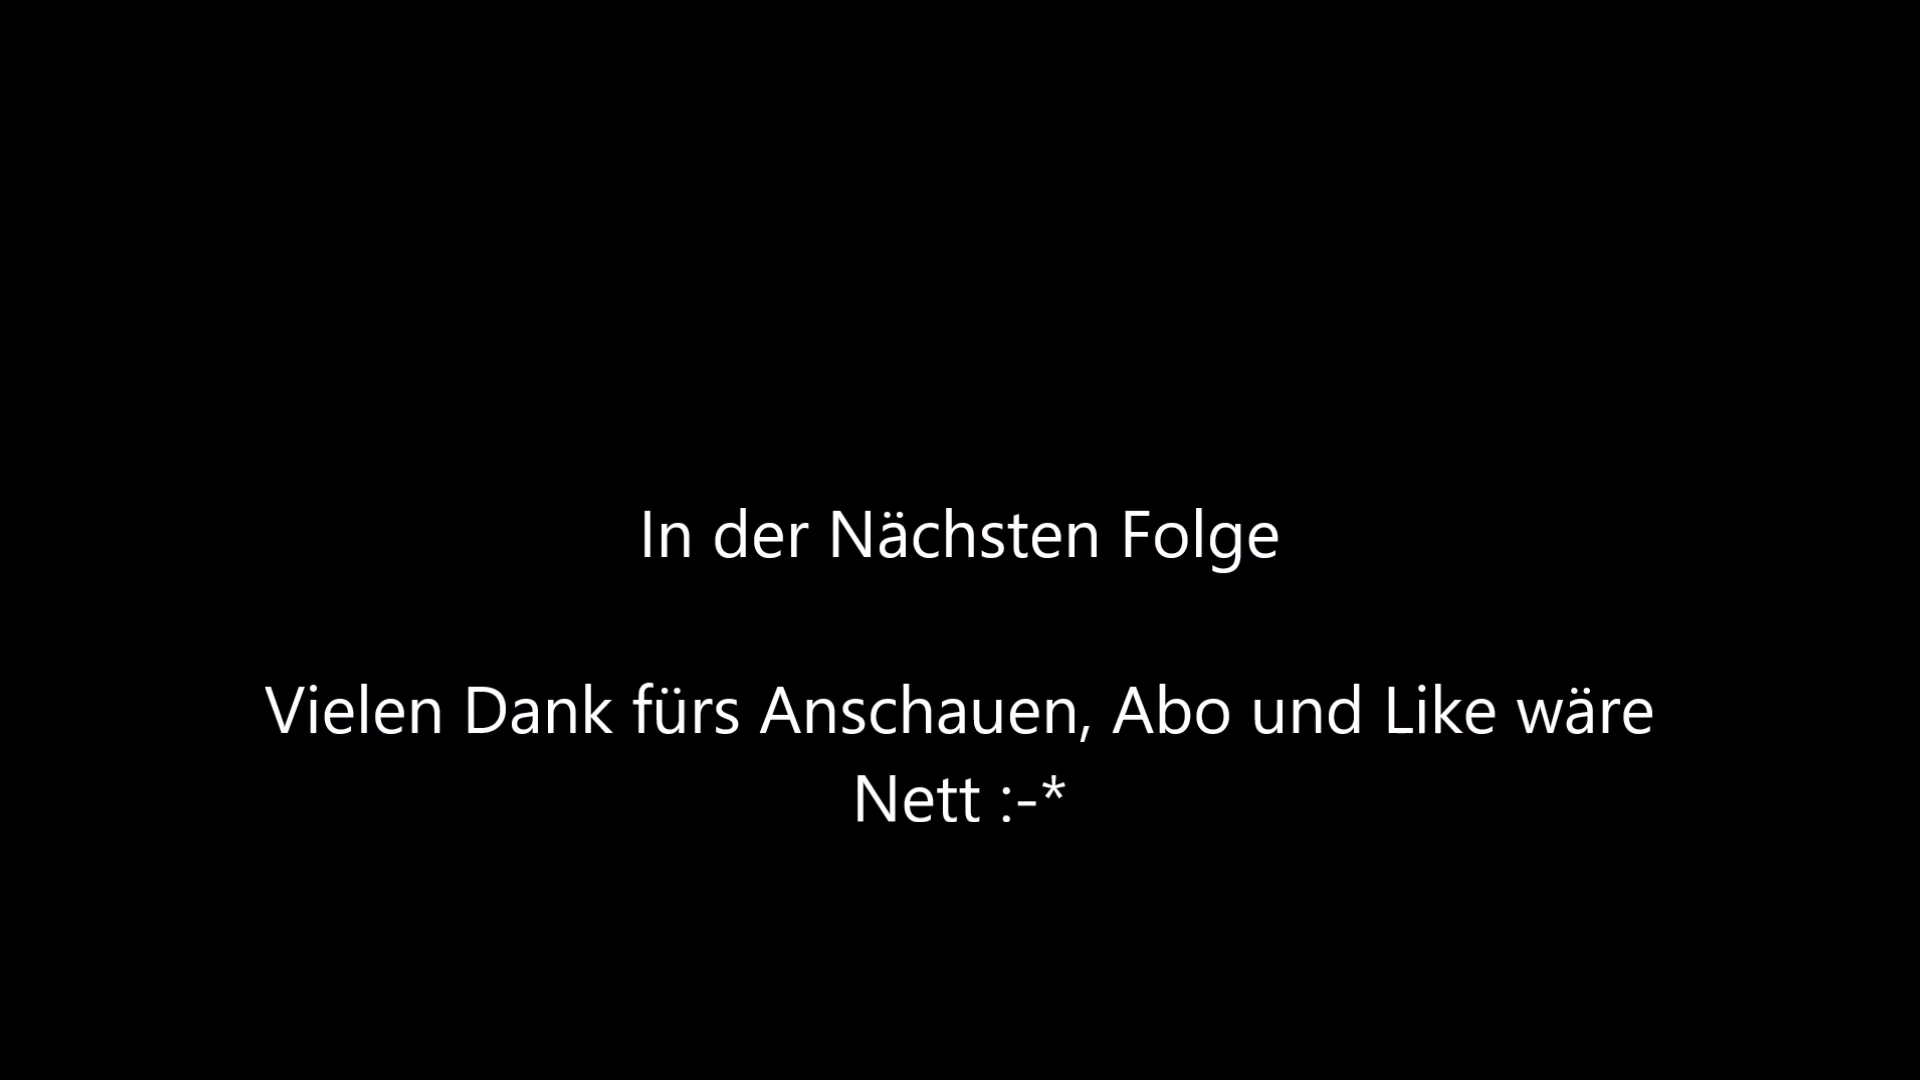 In der Nächsten Folge
Vielen Dank fürs Anschauen, Abo und Like wäre
Nett :-*